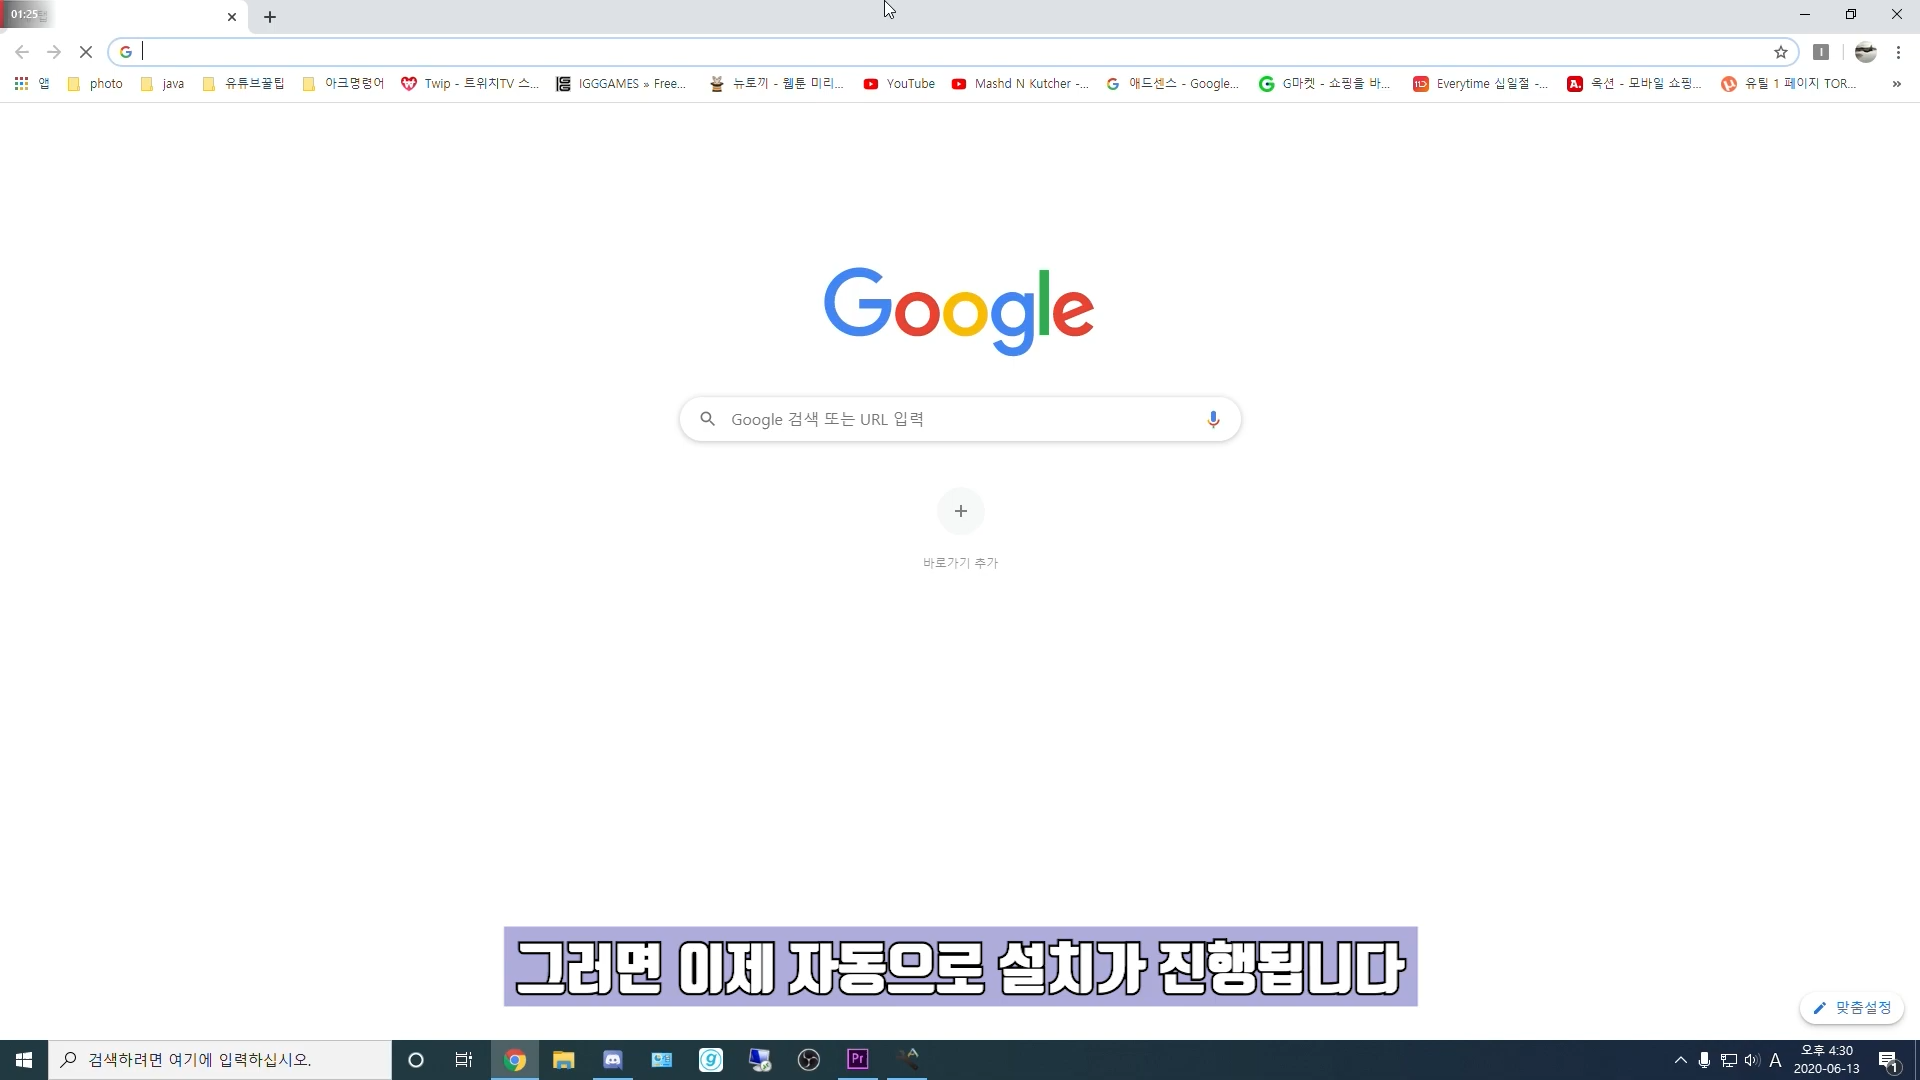 01:25
앱 photo java 유튜브꿀팁 아크명령어 Twip - 트위치TV 스... IGGGAMES » Free... 뉴토끼 - 웹툰 미리... YouTube Mashd N Kutcher -... 애드센스 - Google... G마켓 - 쇼핑을 바... Everytime 십일절 -... 옥션 - 모바일 쇼핑... 유틸 1 페이지 TOR... »
Google
Google 검색 또는 URL 입력
바로가기 추가
그러면 이제 자동으로 설치가 진행됩니다
맞춤설정
검색하려면 여기에 입력하십시오.
Pr
A
오후 4:30
2020-06-13
1